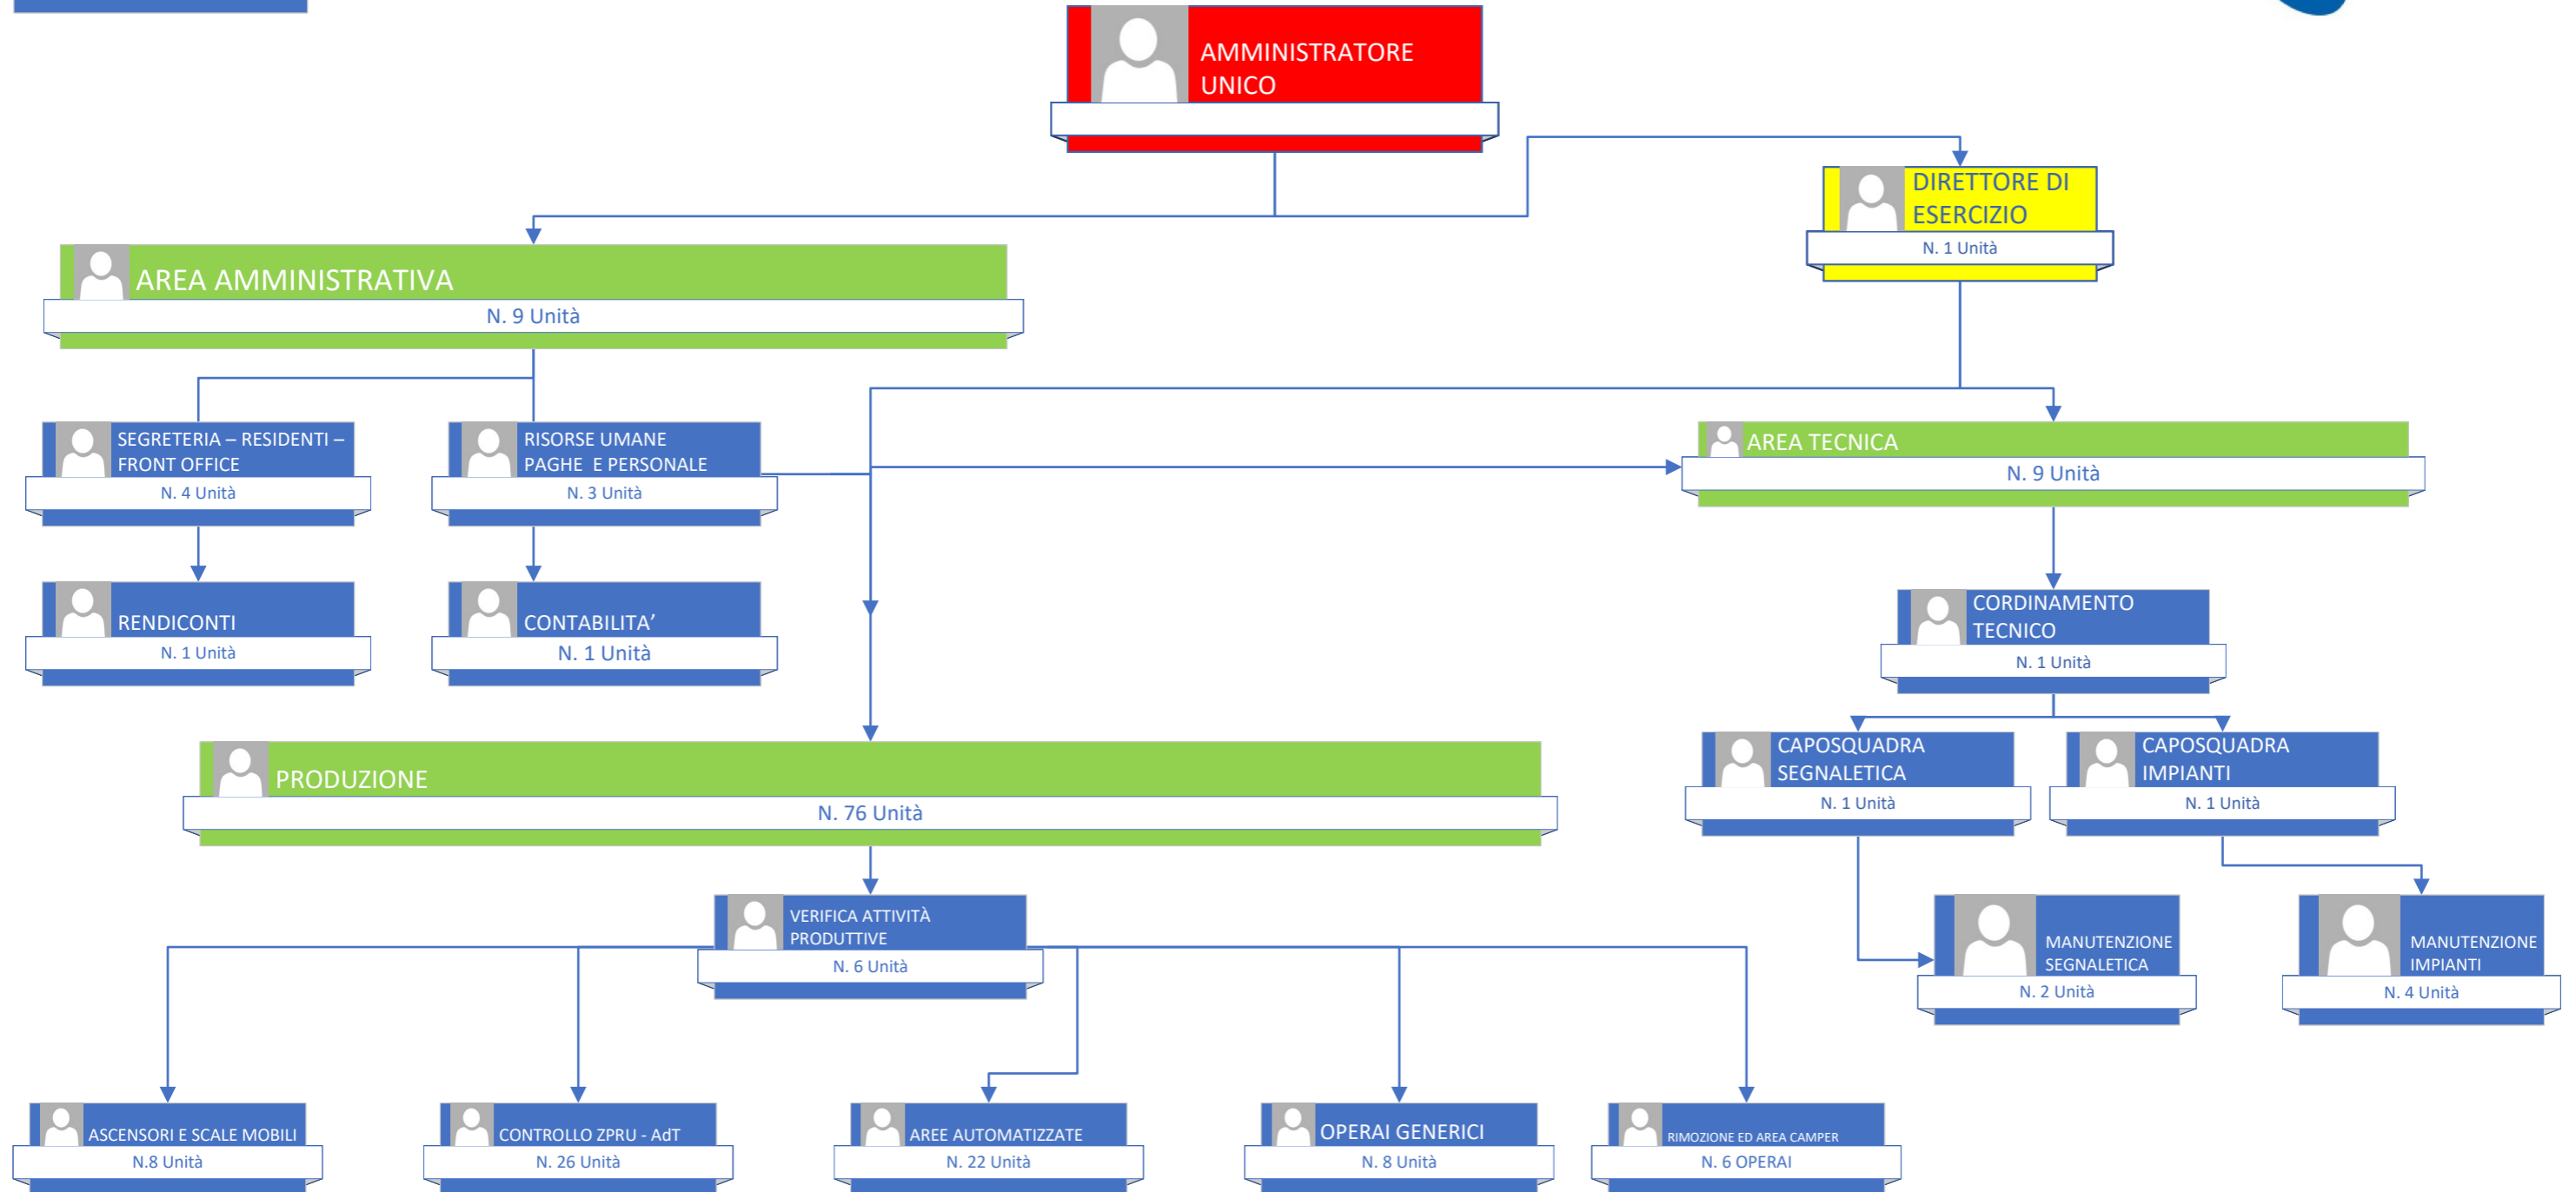 AMMINISTRATORE
UNICO
DIRETTORE DI
ESERCIZIO
N. 1 Unità
AREA AMMINISTRATIVA
N. 9 Unità
SEGRETERIA – RESIDENTI –
FRONT OFFICE
N. 4 Unità
RISORSE UMANE
PAGHE  E PERSONALE
N. 3 Unità
AREA TECNICA
N. 9 Unità
RENDICONTI
N. 1 Unità
CONTABILITA’
N. 1 Unità
CORDINAMENTO
TECNICO
N. 1 Unità
PRODUZIONE
N. 76 Unità
CAPOSQUADRA
SEGNALETICA
N. 1 Unità
CAPOSQUADRA
IMPIANTI
N. 1 Unità
VERIFICA ATTIVITÀ
PRODUTTIVE
N. 6 Unità
MANUTENZIONE
SEGNALETICA
N. 2 Unità
MANUTENZIONE
IMPIANTI
N. 4 Unità
ASCENSORI E SCALE MOBILI
N.8 Unità
CONTROLLO ZPRU - AdT
N. 26 Unità
AREE AUTOMATIZZATE
N. 22 Unità
OPERAI GENERICI
N. 8 Unità
RIMOZIONE ED AREA CAMPER
N. 6 OPERAI